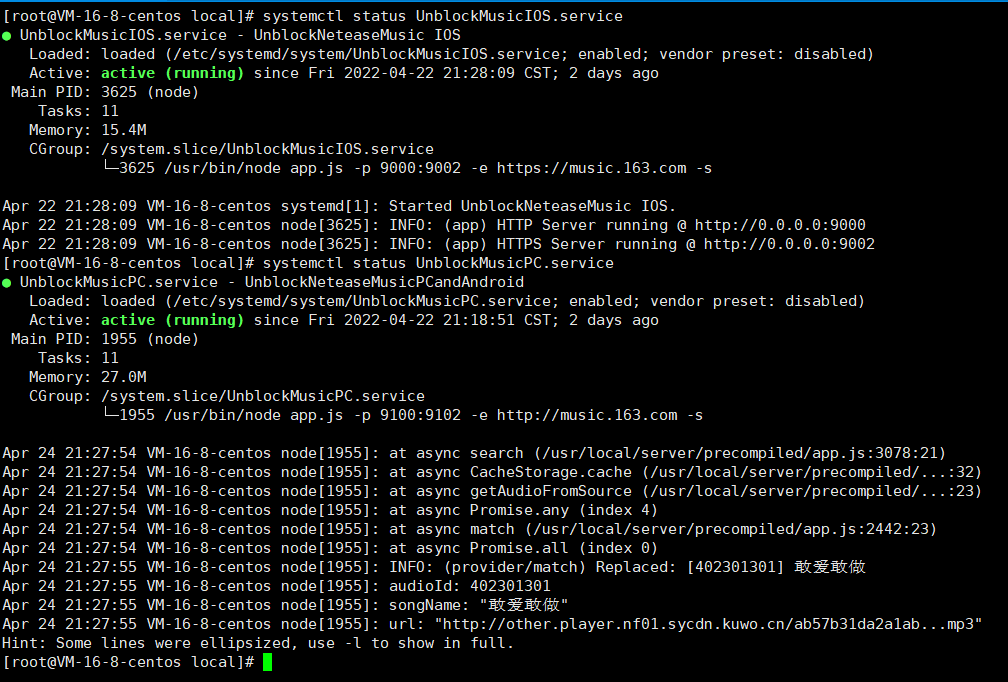 [root@VM-16-8-centos local]# systemctl status UnblockMusicIOS.service
● UnblockMusicIOS.service - UnblockNeteaseMusic IOS
   Loaded: loaded (/etc/systemd/system/UnblockMusicIOS.service; enabled; vendor preset: disabled)
   Active: active (running) since Fri 2022-04-22 21:28:09 CST; 2 days ago
 Main PID: 3625 (node)
    Tasks: 11
   Memory: 15.4M
   CGroup: /system.slice/UnblockMusicIOS.service
           └─3625 /usr/bin/node app.js -p 9000:9002 -e https://music.163.com -s

Apr 22 21:28:09 VM-16-8-centos systemd[1]: Started UnblockNeteaseMusic IOS.
Apr 22 21:28:09 VM-16-8-centos node[3625]: INFO: (app) HTTP Server running @ http://0.0.0.0:9000
Apr 22 21:28:09 VM-16-8-centos node[3625]: INFO: (app) HTTPS Server running @ http://0.0.0.0:9002
[root@VM-16-8-centos local]# systemctl status UnblockMusicPC.service
● UnblockMusicPC.service - UnblockNeteaseMusicPCandAndroid
   Loaded: loaded (/etc/systemd/system/UnblockMusicPC.service; enabled; vendor preset: disabled)
   Active: active (running) since Fri 2022-04-22 21:18:51 CST; 2 days ago
 Main PID: 1955 (node)
    Tasks: 11
   Memory: 27.0M
   CGroup: /system.slice/UnblockMusicPC.service
           └─1955 /usr/bin/node app.js -p 9100:9102 -e http://music.163.com -s

Apr 24 21:27:54 VM-16-8-centos node[1955]: at async search (/usr/local/server/precompiled/app.js:3078:21)
Apr 24 21:27:54 VM-16-8-centos node[1955]: at async CacheStorage.cache (/usr/local/server/precompiled/...:32)
Apr 24 21:27:54 VM-16-8-centos node[1955]: at async getAudioFromSource (/usr/local/server/precompiled/...:23)
Apr 24 21:27:54 VM-16-8-centos node[1955]: at async Promise.any (index 4)
Apr 24 21:27:54 VM-16-8-centos node[1955]: at async match (/usr/local/server/precompiled/app.js:2442:23)
Apr 24 21:27:54 VM-16-8-centos node[1955]: at async Promise.all (index 0)
Apr 24 21:27:55 VM-16-8-centos node[1955]: INFO: (provider/match) Replaced: [402301301] 敢爱敢做
Apr 24 21:27:55 VM-16-8-centos node[1955]: audioId: 402301301
Apr 24 21:27:55 VM-16-8-centos node[1955]: songName: "敢爱敢做"
Apr 24 21:27:55 VM-16-8-centos node[1955]: url: "http://other.player.nf01.sycdn.kuwo.cn/ab57b31da2a1ab...mp3"
Hint: Some lines were ellipsized, use -l to show in full.
[root@VM-16-8-centos local]#